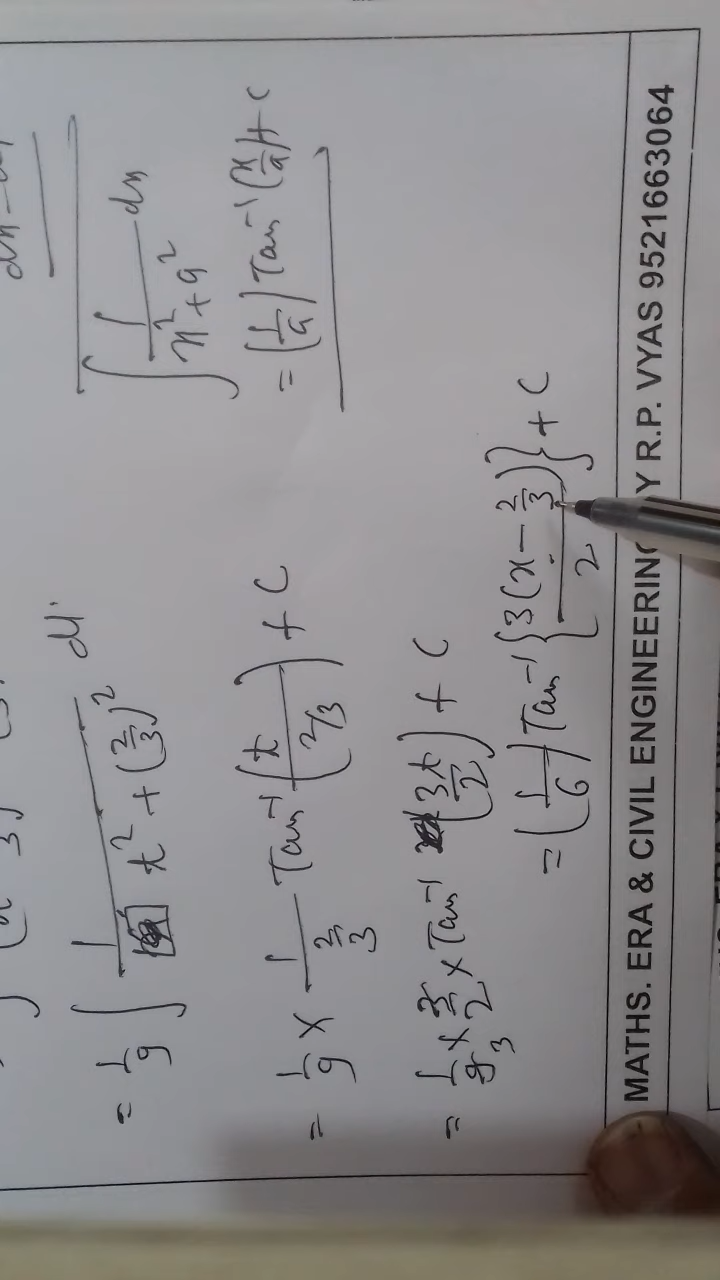 = 1/9 ∫ 1/(t² + (2/3)²) dt
= 1/9 × 1/(2/3) Tan⁻¹(t/(2/3)) + C
= 1/9 × 3/2 × Tan⁻¹ (3t/2) + C
= (1/6) Tan⁻¹{3(x - 2/3)/2} + C
∫ 1/(x² + a²) dx
= (1/a) Tan⁻¹(x/a) + C
MATHS. ERA & CIVIL ENGINEERING Y R.P. VYAS 9521663064